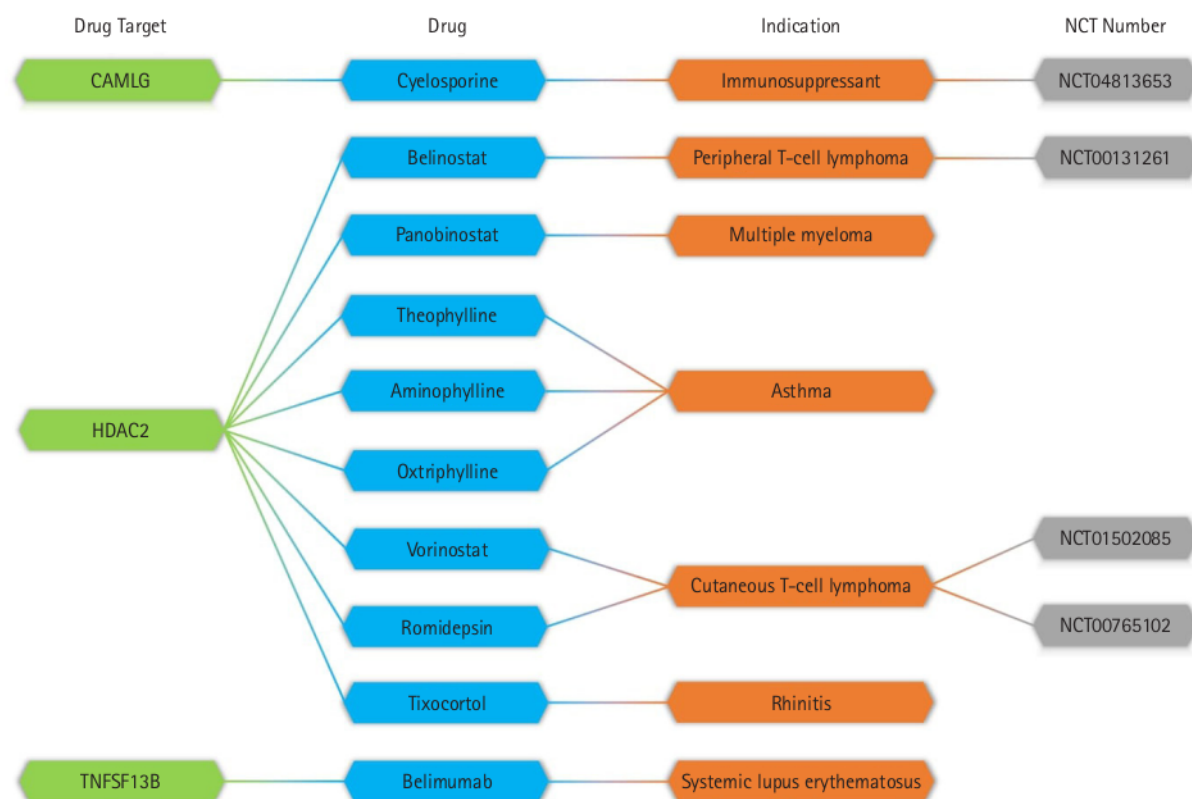 Drug Target Drug Indication NCT Number
CAMLG Cyelosporine Immunosuppressant NCT04813653
Belinostat Peripheral T-cell lymphoma NCT00131261
Panobinostat Multiple myeloma
Theophylline
Aminophylline Asthma
HDAC2
Oxtriphylline
NCT01502085
Vorinostat
Cutaneous T-cell lymphoma
Romidepsin NCT00765102
Tixocortol Rhinitis
TNFSF13B Belimumab Systemic lupus erythematosus